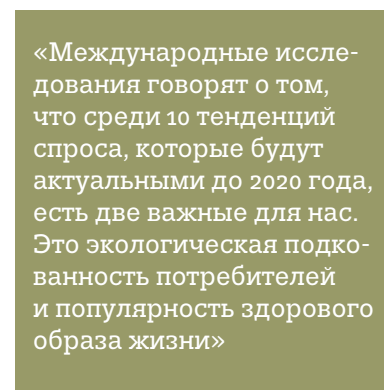 «Международные иссле-
дования говорят о том,
что среди 10 тенденций
спроса, которые будут
актуальными до 2020 года,
есть две важные для нас.
Это экологическая подко-
ванность потребителей
и популярность здорового
образа жизни»